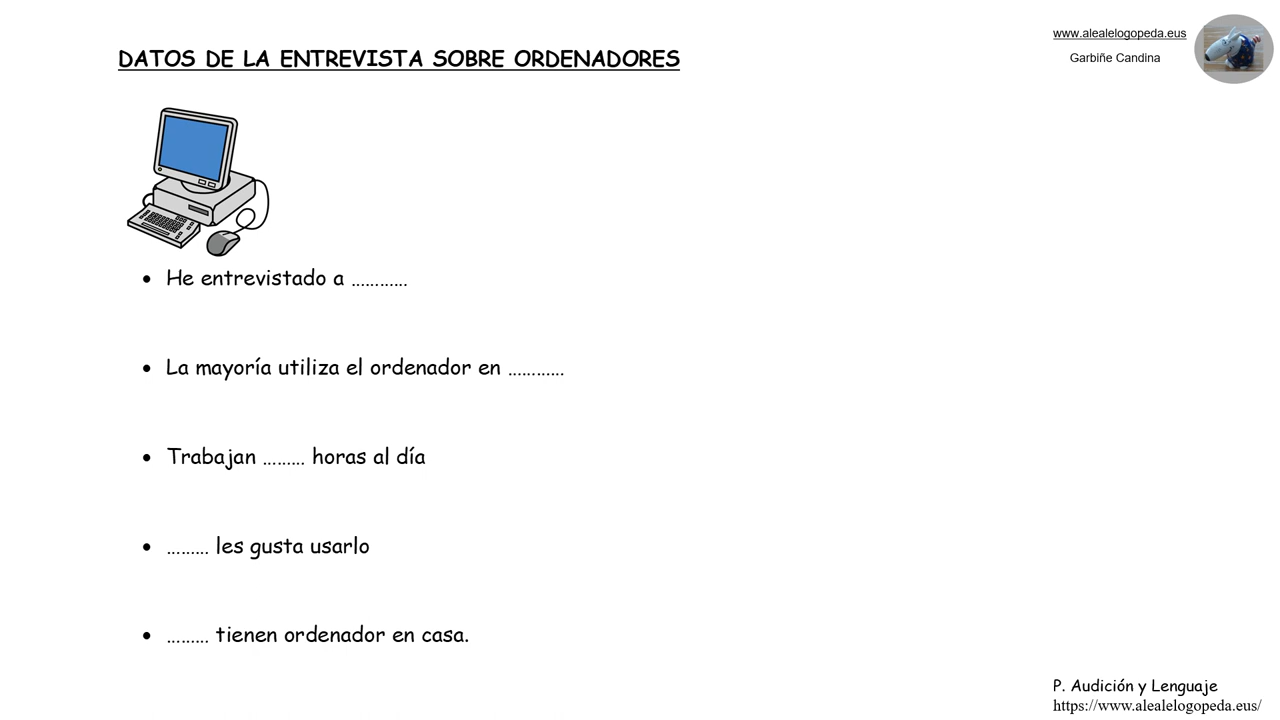 DATOS DE LA ENTREVISTA SOBRE ORDENADORES
www.alealelogopeda.eus
Garbiñe Candina
• He entrevistado a …………
• La mayoría utiliza el ordenador en …………
• Trabajan ……… horas al día
• ……… les gusta usarlo
• ……… tienen ordenador en casa.
P. Audición y Lenguaje
https://www.alealelogopeda.eus/